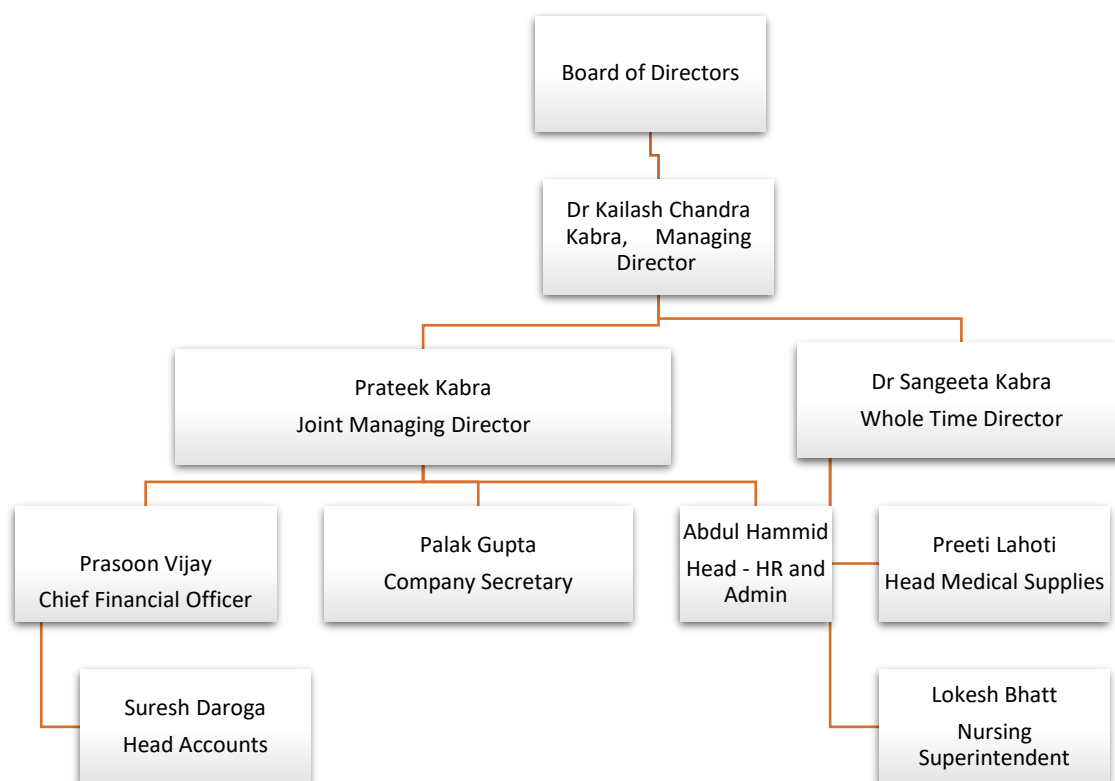 Board of Directors
Dr Kailash Chandra
Kabra, Managing
Director
Prateek Kabra
Joint Managing Director
Dr Sangeeta Kabra
Whole Time Director
Prasoon Vijay
Chief Financial Officer
Palak Gupta
Company Secretary
Abdul Hammid
Head - HR and
Admin
Preeti Lahoti
Head Medical Supplies
Suresh Daroga
Head Accounts
Lokesh Bhatt
Nursing
Superintendent